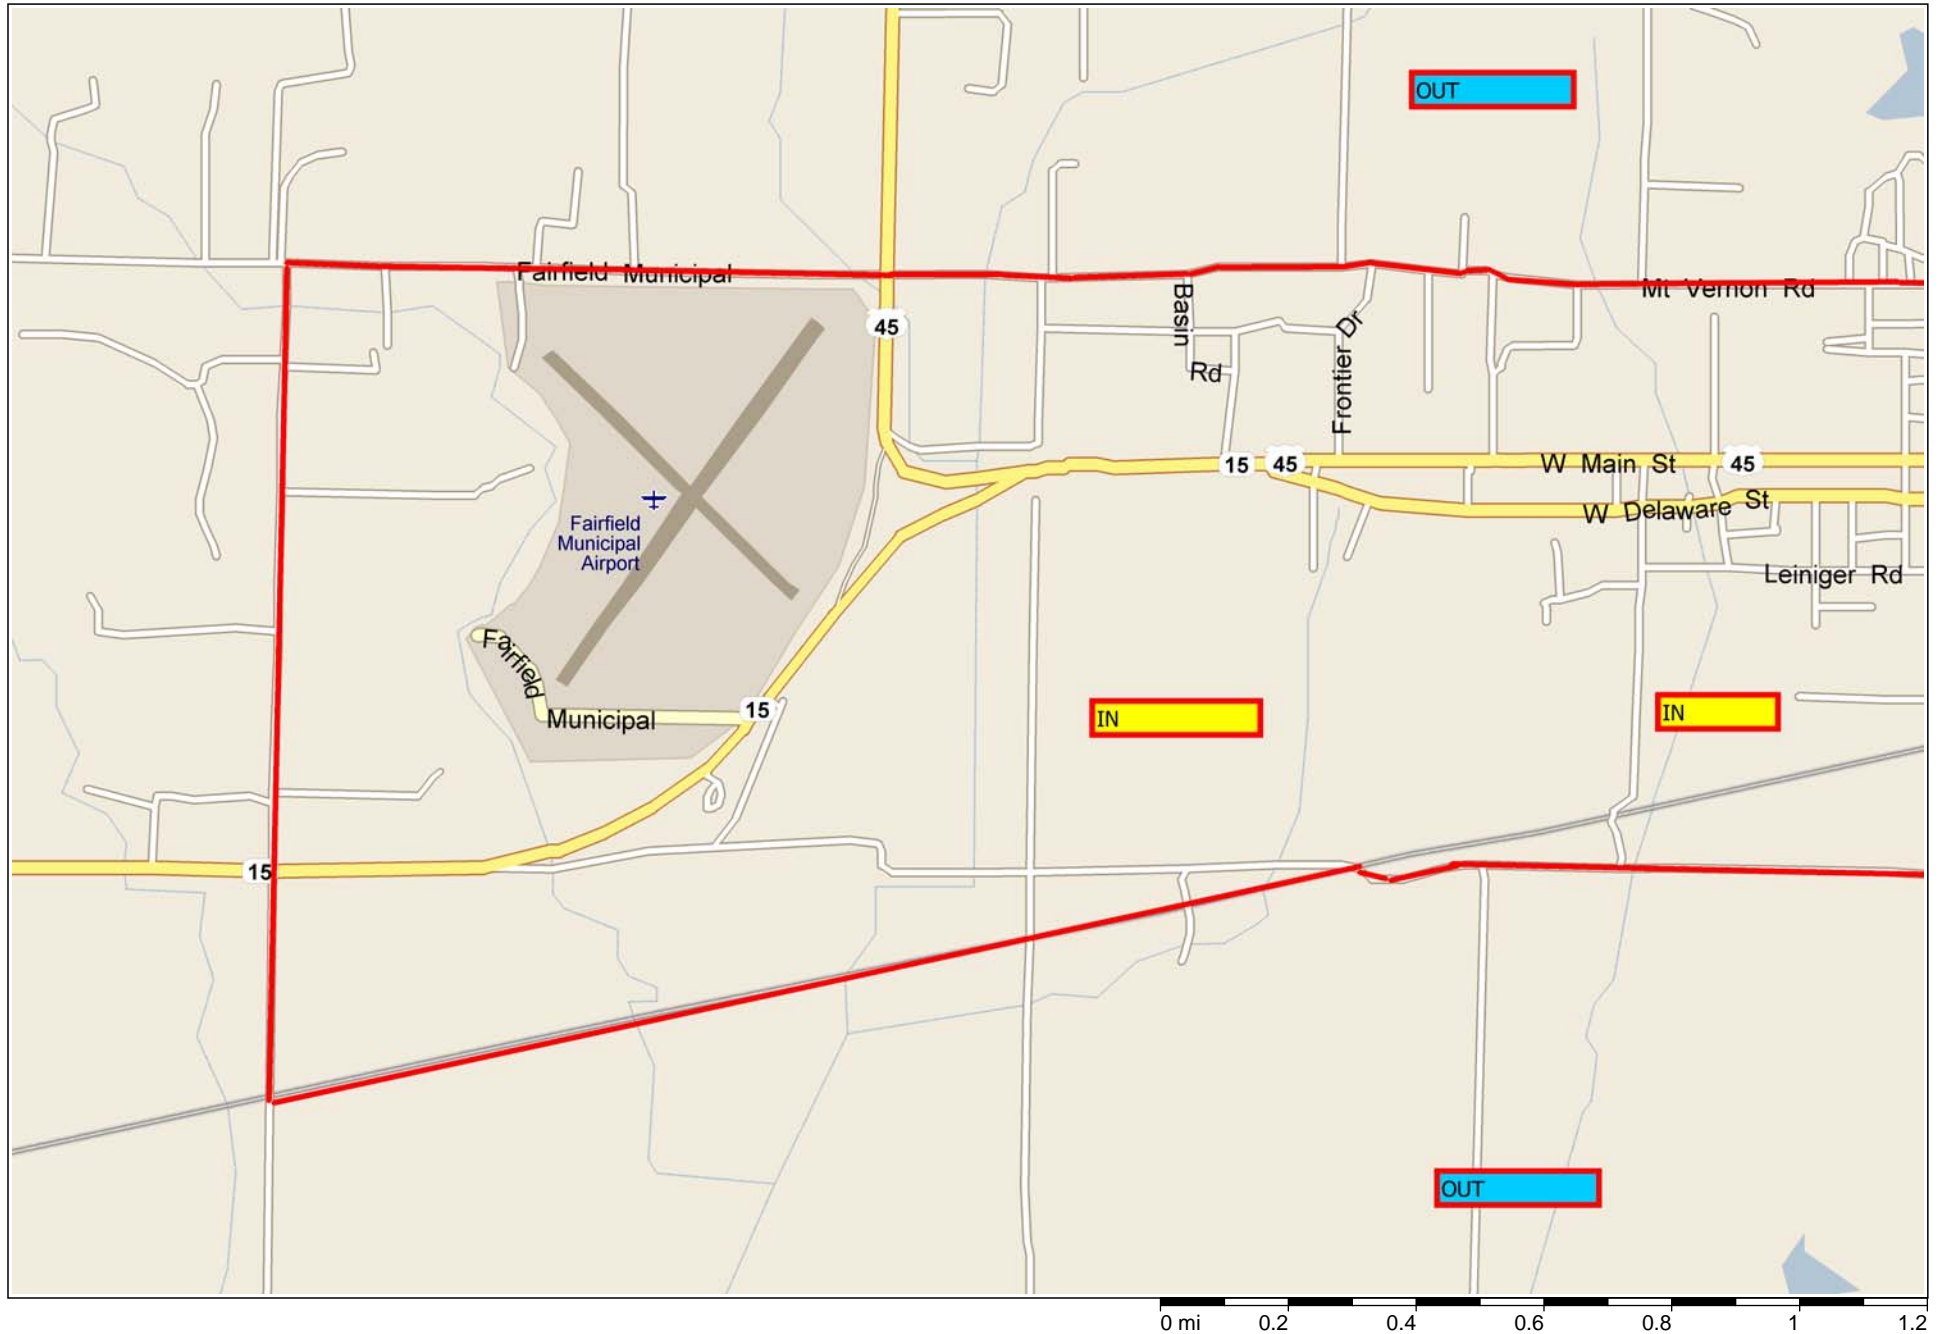 OUT
Fairfield Municipal
Mt Vernon Rd
45
Basin
Rd
Frontier Dr
15
45
W Main St
45
W Delaware St
Fairfield
Municipal
Airport
Leiniger Rd
Fairfield
Municipal
15
IN
IN
15
OUT
0 mi
0.2
0.4
0.6
0.8
1
1.2